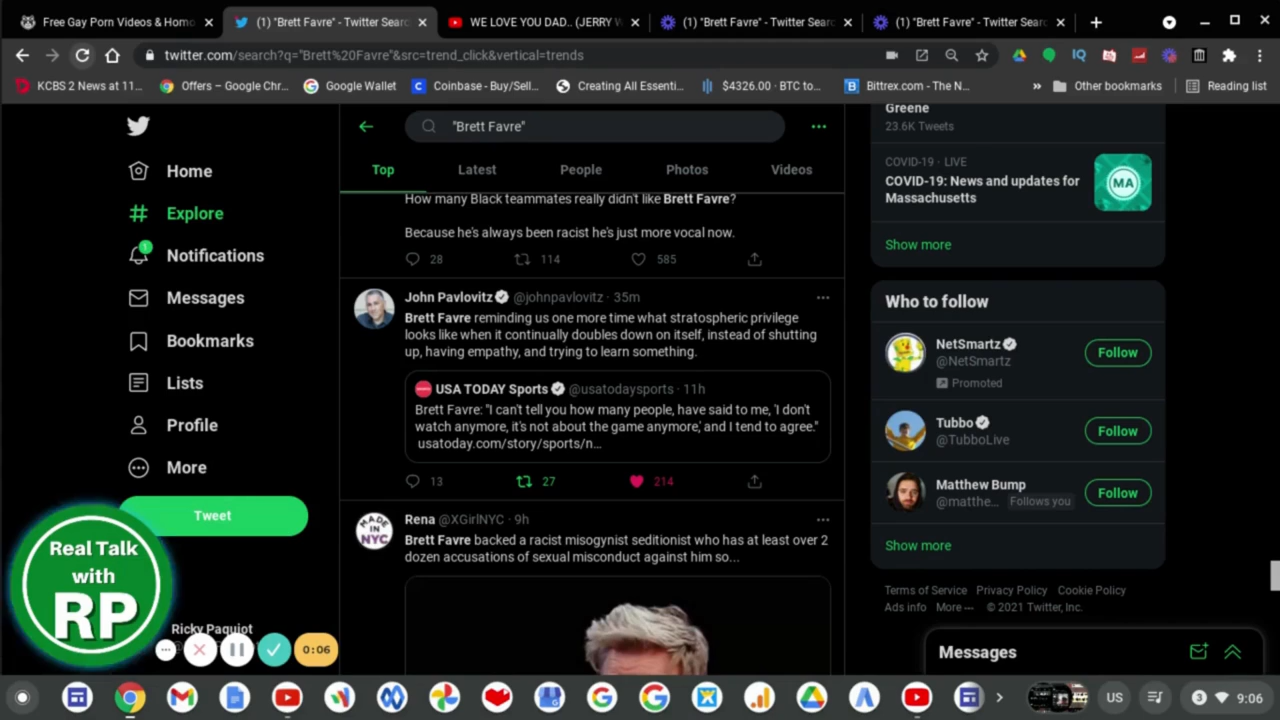 Free Gay Porn Videos & Homo
(1) "Brett Favre" - Twitter Searc
WE LOVE YOU DAD.. (JERRY W
(1) "Brett Favre" - Twitter Searc
(1) "Brett Favre" - Twitter Searc
twitter.com/search?q="Brett%20Favre"&src=trend_click&vertical=trends
KCBS 2 News at 11...
Offers – Google Chr...
Google Wallet
Coinbase - Buy/Sell...
Creating All Essenti...
$4326.00 · BTC to...
Bittrex.com - The N...
»
Other bookmarks
Reading list
Home
Explore
1
Notifications
Messages
Bookmarks
Lists
Profile
More
Tweet
Real Talk
with
RP
Ricky Paquiot
0:06
"Brett Favre"
Top
Latest
People
Photos
Videos
How many Black teammates really didn't like Brett Favre?
Because he's always been racist he's just more vocal now.
28
114
585
John Pavlovitz @johnpavlovitz · 35m
Brett Favre reminding us one more time what stratospheric privilege
looks like when it continually doubles down on itself, instead of shutting
up, having empathy, and trying to learn something.
USA TODAY Sports @usatodaysports · 11h
Brett Favre: "I can't tell you how many people, have said to me, 'I don't
watch anymore, it's not about the game anymore,' and I tend to agree."
usatoday.com/story/sports/n...
13
27
214
MADE IN NYC
Rena @XGirlNYC · 9h
Brett Favre backed a racist misogynist seditionist who has at least over 2
dozen accusations of sexual misconduct against him so...
Greene
23.6K Tweets
COVID-19 · LIVE
COVID-19: News and updates for
Massachusetts
MA
Show more
Who to follow
NetSmartz
@NetSmartz
Promoted
Follow
Tubbo
@TubboLive
Follow
Matthew Bump
@matthe... Follows you
Follow
Show more
Terms of Service Privacy Policy Cookie Policy
Ads info More ··· © 2021 Twitter, Inc.
Messages
US
3
9:06